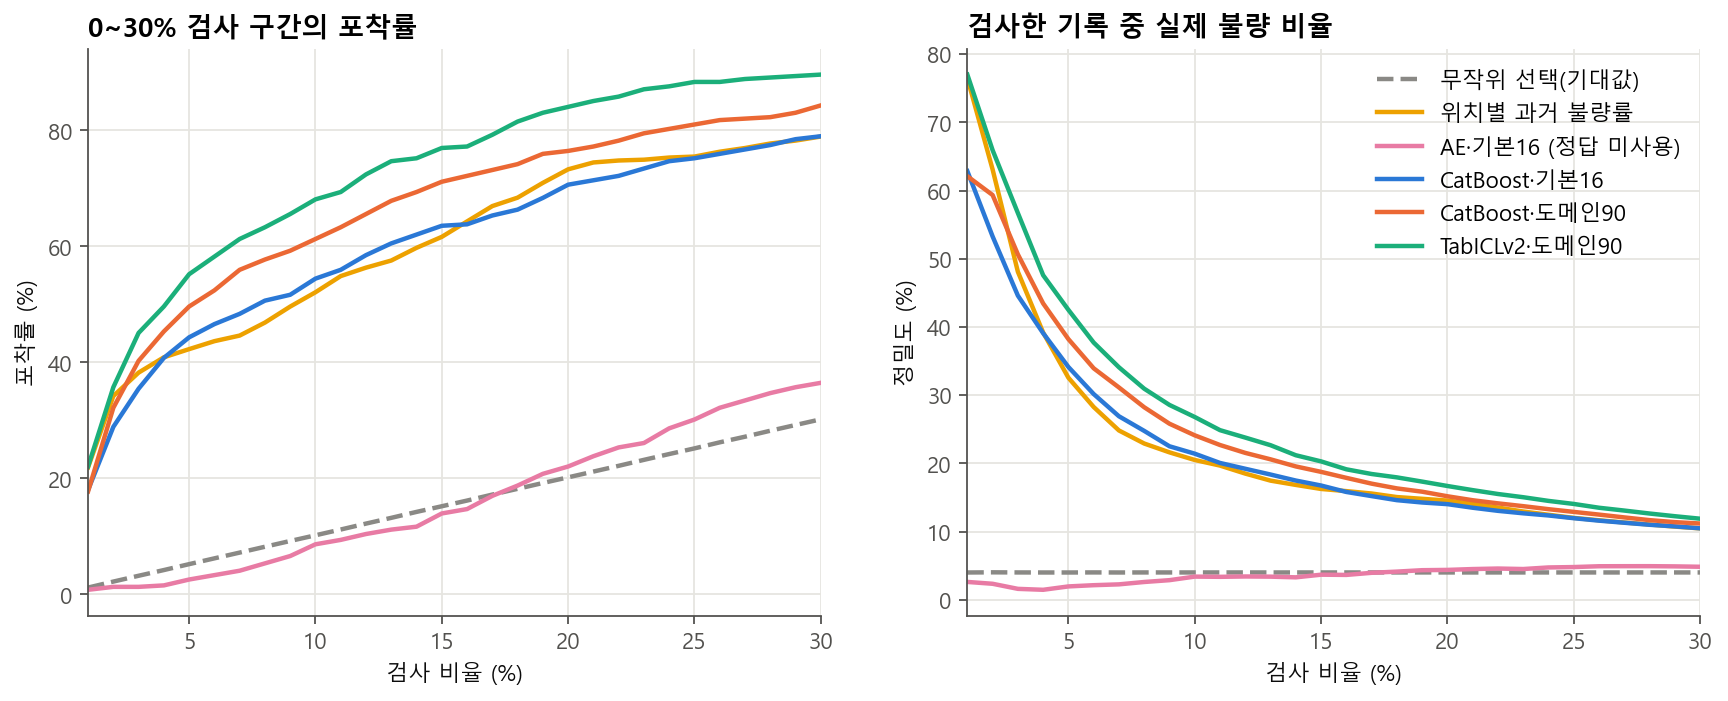 0~30% 검사 구간의 포착률
포착률 (%)
80
60
40
20
0
5
10
15
20
25
30
검사 비율 (%)
검사한 기록 중 실제 불량 비율
정밀도 (%)
80
70
60
50
40
30
20
10
0
5
10
15
20
25
30
검사 비율 (%)
무작위 선택(기대값)
위치별 과거 불량률
AE·기본16 (정답 미사용)
CatBoost·기본16
CatBoost·도메인90
TabICLv2·도메인90